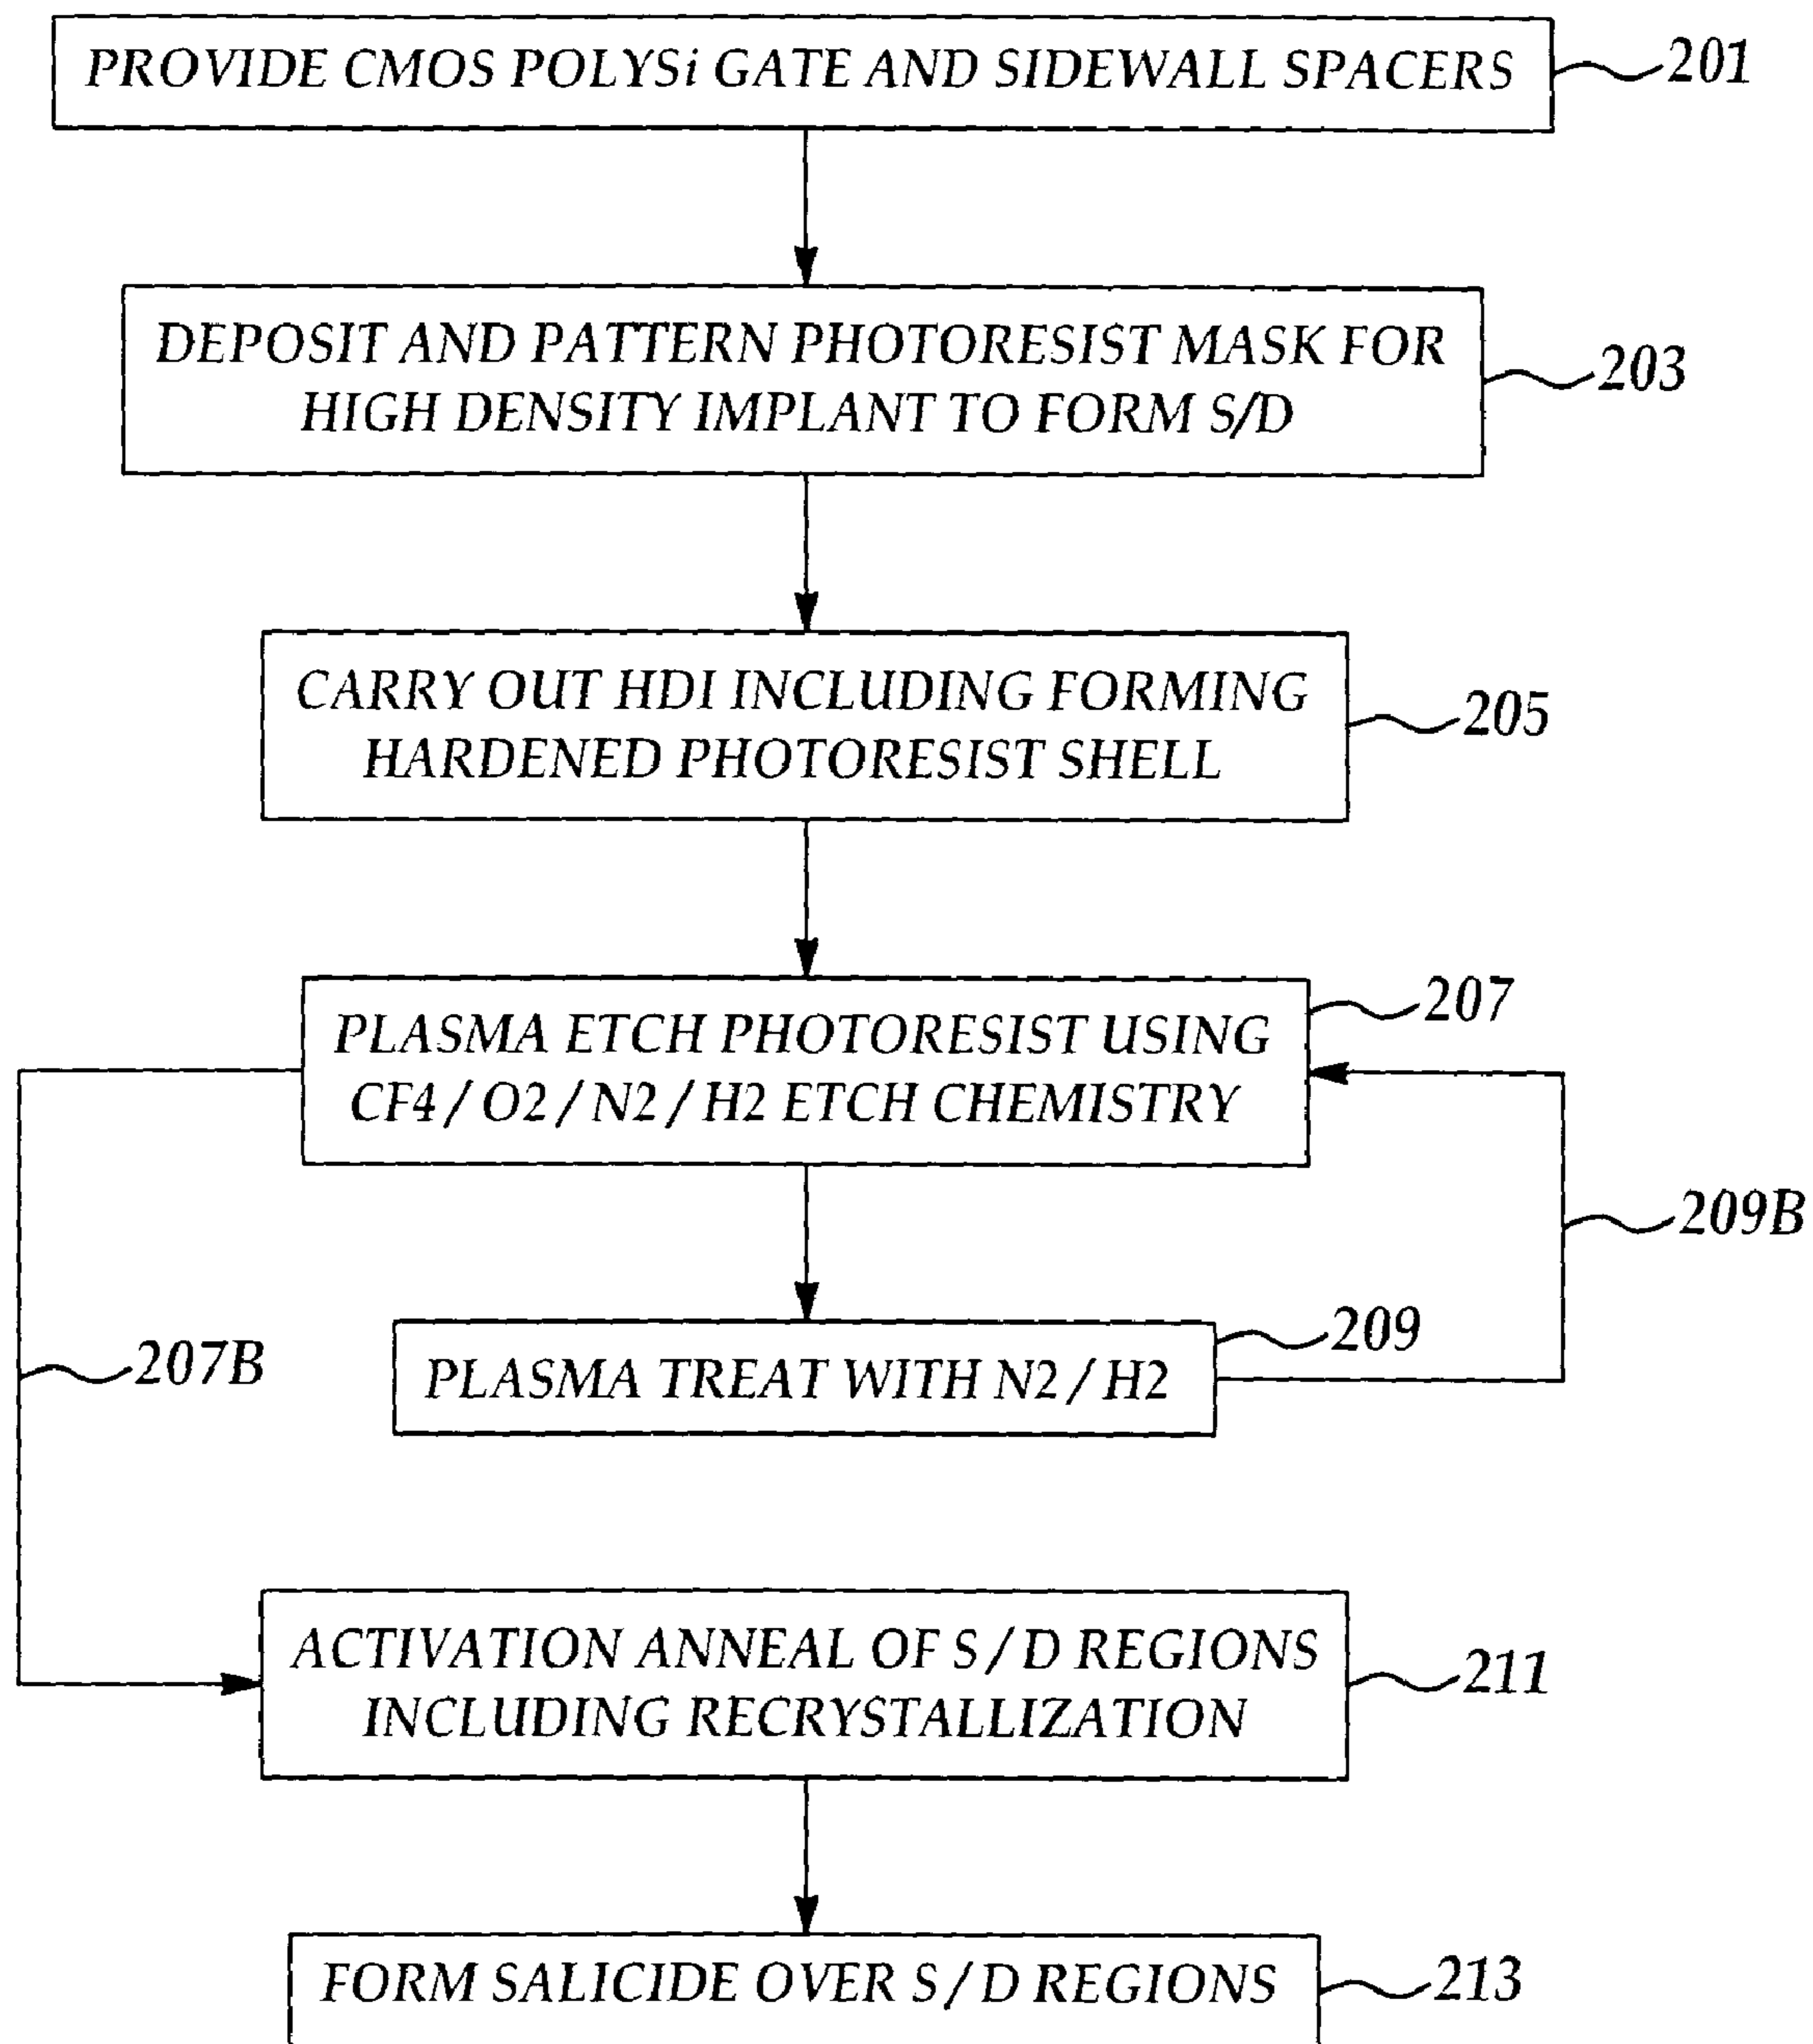 PROVIDE CMOS POLYSi GATE AND SIDEWALL SPACERS
201
DEPOSIT AND PATTERN PHOTORESIST MASK FOR
HIGH DENSITY IMPLANT TO FORM S/D
203
CARRY OUT HDI INCLUDING FORMING
HARDENED PHOTORESIST SHELL
205
PLASMA ETCH PHOTORESIST USING
CF4/O2/N2/H2 ETCH CHEMISTRY
207
209B
PLASMA TREAT WITH N2/H2
209
207B
ACTIVATION ANNEAL OF S/D REGIONS
INCLUDING RECRYSTALLIZATION
211
FORM SALICIDE OVER S/D REGIONS
213